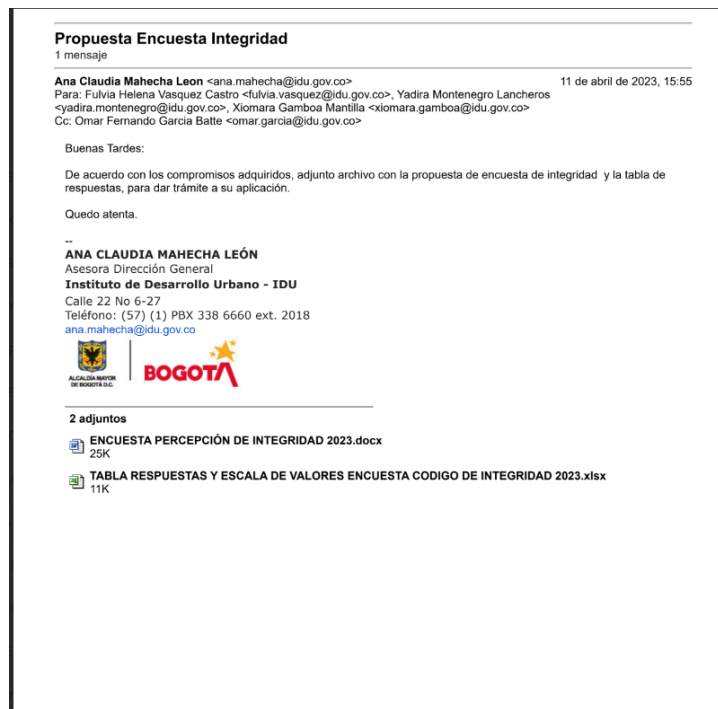 Propuesta Encuesta Integridad
1 mensaje
Ana Claudia Mahecha Leon <ana.mahecha@idu.gov.co> 11 de abril de 2023, 15:55
Para: Fulvia Helena Vasquez Castro <fulvia.vasquez@idu.gov.co>, Yadira Montenegro Lancheros
<yadira.montenegro@idu.gov.co>, Xiomara Gamboa Mantilla <xiomara.gamboa@idu.gov.co>
Cc: Omar Fernando Garcia Batte <omar.garcia@idu.gov.co>
Buenas Tardes:
De acuerdo con los compromisos adquiridos, adjunto archivo con la propuesta de encuesta de integridad y la tabla de
respuestas, para dar trámite a su aplicación.
Quedo atenta.
--
ANA CLAUDIA MAHECHA LEÓN
Asesora Dirección General
Instituto de Desarrollo Urbano - IDU
Calle 22 No 6-27
Teléfono: (57) (1) PBX 338 6660 ext. 2018
ana.mahecha@idu.gov.co
ALCALDÍA MAYOR
DE BOGOTÁ D.C.
BOGOTÁ
2 adjuntos
ENCUESTA PERCEPCIÓN DE INTEGRIDAD 2023.docx
25K
TABLA RESPUESTAS Y ESCALA DE VALORES ENCUESTA CODIGO DE INTEGRIDAD 2023.xlsx
11K